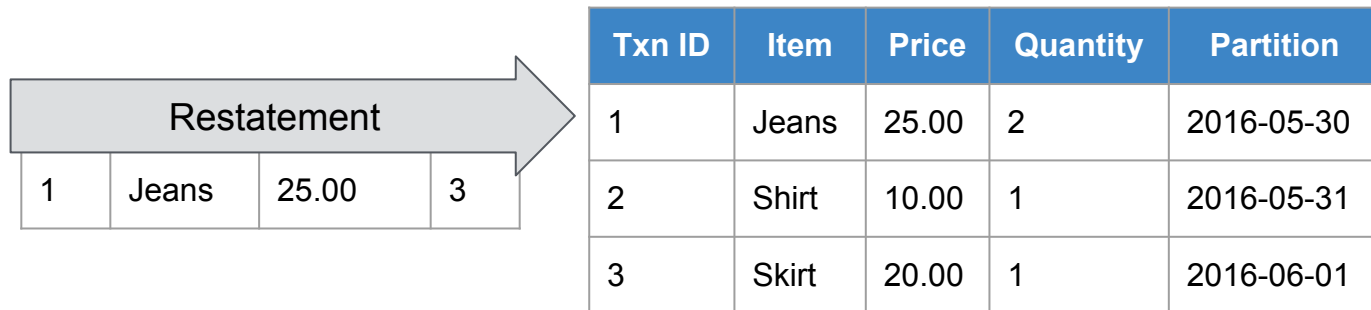 Restatement
1 Jeans 25.00 3
Txn ID Item Price Quantity Partition
1 Jeans 25.00 2 2016-05-30
2 Shirt 10.00 1 2016-05-31
3 Skirt 20.00 1 2016-06-01